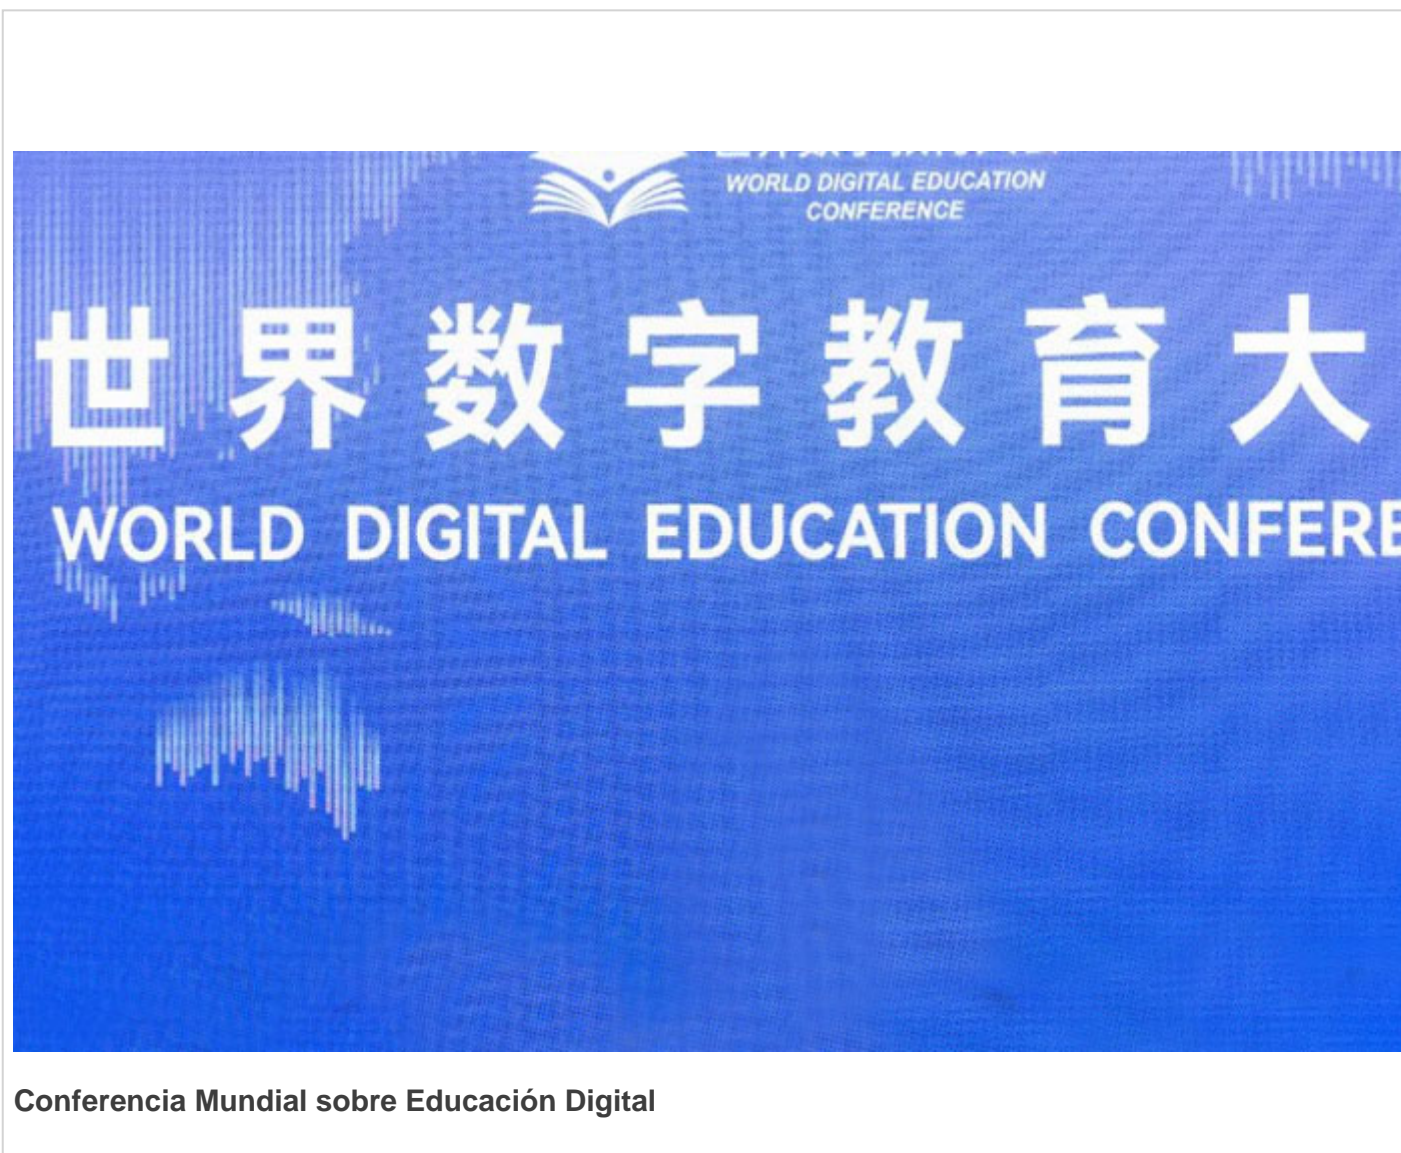 WORLD DIGITAL EDUCATION
CONFERENCE
世界数字教育大
WORLD DIGITAL EDUCATION CONFERE
Conferencia Mundial sobre Educación Digital